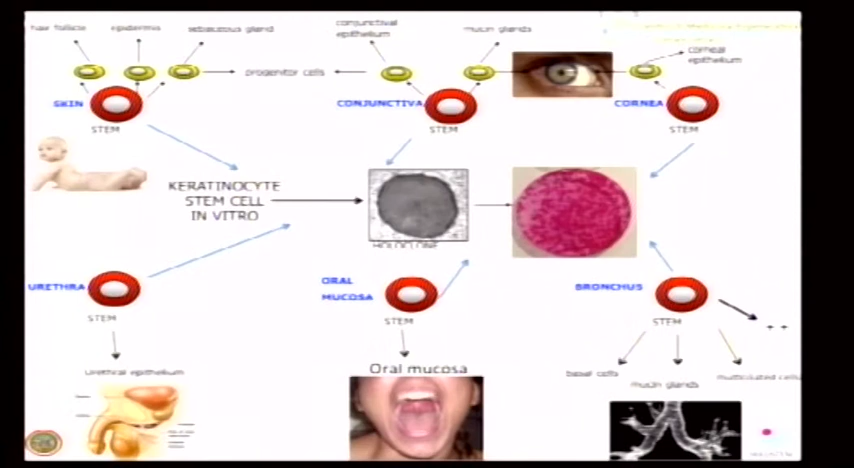 hair follicle
epidermis
sebaceous gland
conjunctival
epithelium
mucin glands
corneal
epithelium
progenitor cells
SKIN
CONJUNCTIVA
CORNEA
STEM
STEM
STEM
KERATINOCYTE
STEM CELL
IN VITRO
HOLOCLONE
URETHRA
ORAL
MUCOSA
BRONCHUS
STEM
STEM
STEM
Urethral epithelium
Oral mucosa
basal cells
mucin glands
multiciliated cells